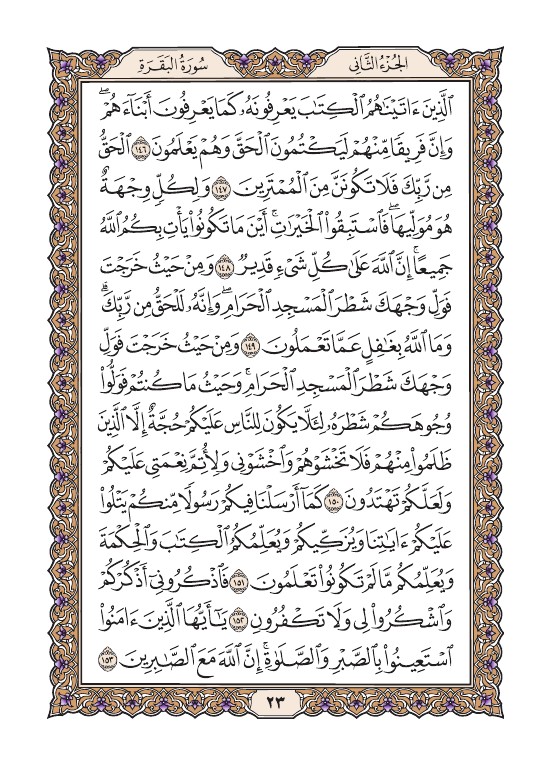 الجُزْءُ الثَّانِي
سُورَةُ البَقَرَةِ
ٱلَّذِينَ ءَاتَيْنَٰهُمُ ٱلْكِتَٰبَ يَعْرِفُونَهُۥ كَمَا يَعْرِفُونَ أَبْنَآءَهُمْۖ
وَإِنَّ فَرِيقًا مِّنْهُمْ لَيَكْتُمُونَ ٱلْحَقَّ وَهُمْ يَعْلَمُونَ ١٤٦ ٱلْحَقُّ
مِن رَّبِّكَ فَلَا تَكُونَنَّ مِنَ ٱلْمُمْتَرِينَ ١٤٧ وَلِكُلٍّ وِجْهَةٌ
هُوَ مُوَلِّيهَاۖ فَٱسْتَبِقُوا۟ ٱلْخَيْرَٰتِۚ أَيْنَ مَا تَكُونُوا۟ يَأْتِ بِكُمُ ٱللَّهُ
جَمِيعًاۚ إِنَّ ٱللَّهَ عَلَىٰ كُلِّ شَىْءٍ قَدِيرٌ ١٤٨ وَمِنْ حَيْثُ خَرَجْتَ
فَوَلِّ وَجْهَكَ شَطْرَ ٱلْمَسْجِدِ ٱلْحَرَامِۖ وَإِنَّهُۥ لَلْحَقُّ مِن رَّبِّكَۗ
وَمَا ٱللَّهُ بِغَٰفِلٍ عَمَّا تَعْمَلُونَ ١٤٩ وَمِنْ حَيْثُ خَرَجْتَ فَوَلِّ
وَجْهَكَ شَطْرَ ٱلْمَسْجِدِ ٱلْحَرَامِۚ وَحَيْثُ مَا كُنتُمْ فَوَلُّوا۟
وُجُوهَكُمْ شَطْرَهُۥ لِئَلَّا يَكُونَ لِلنَّاسِ عَلَيْكُمْ حُجَّةٌ إِلَّا ٱلَّذِينَ
ظَلَمُوا۟ مِنْهُمْ فَلَا تَخْشَوْهُمْ وَٱخْشَوْنِى وَلِأُتِمَّ نِعْمَتِى عَلَيْكُمْ
وَلَعَلَّكُمْ تَهْتَدُونَ ١٥٠ كَمَآ أَرْسَلْنَا فِيكُمْ رَسُولًا مِّنكُمْ يَتْلُوا۟
عَلَيْكُمْ ءَايَٰتِنَا وَيُزَكِّيكُمْ وَيُعَلِّمُكُمُ ٱلْكِتَٰبَ وَٱلْحِكْمَةَ
وَيُعَلِّمُكُم مَّا لَمْ تَكُونُوا۟ تَعْلَمُونَ ١٥١ فَٱذْكُرُونِىٓ أَذْكُرْكُمْ
وَٱشْكُرُوا۟ لِى وَلَا تَكْفُرُونِ ١٥٢ يَٰٓأَيُّهَا ٱلَّذِينَ ءَامَنُوا۟
ٱسْتَعِينُوا۟ بِٱلصَّبْرِ وَٱلصَّلَوٰةِۚ إِنَّ ٱللَّهَ مَعَ ٱلصَّٰبِرِينَ ١٥٣
٢٣